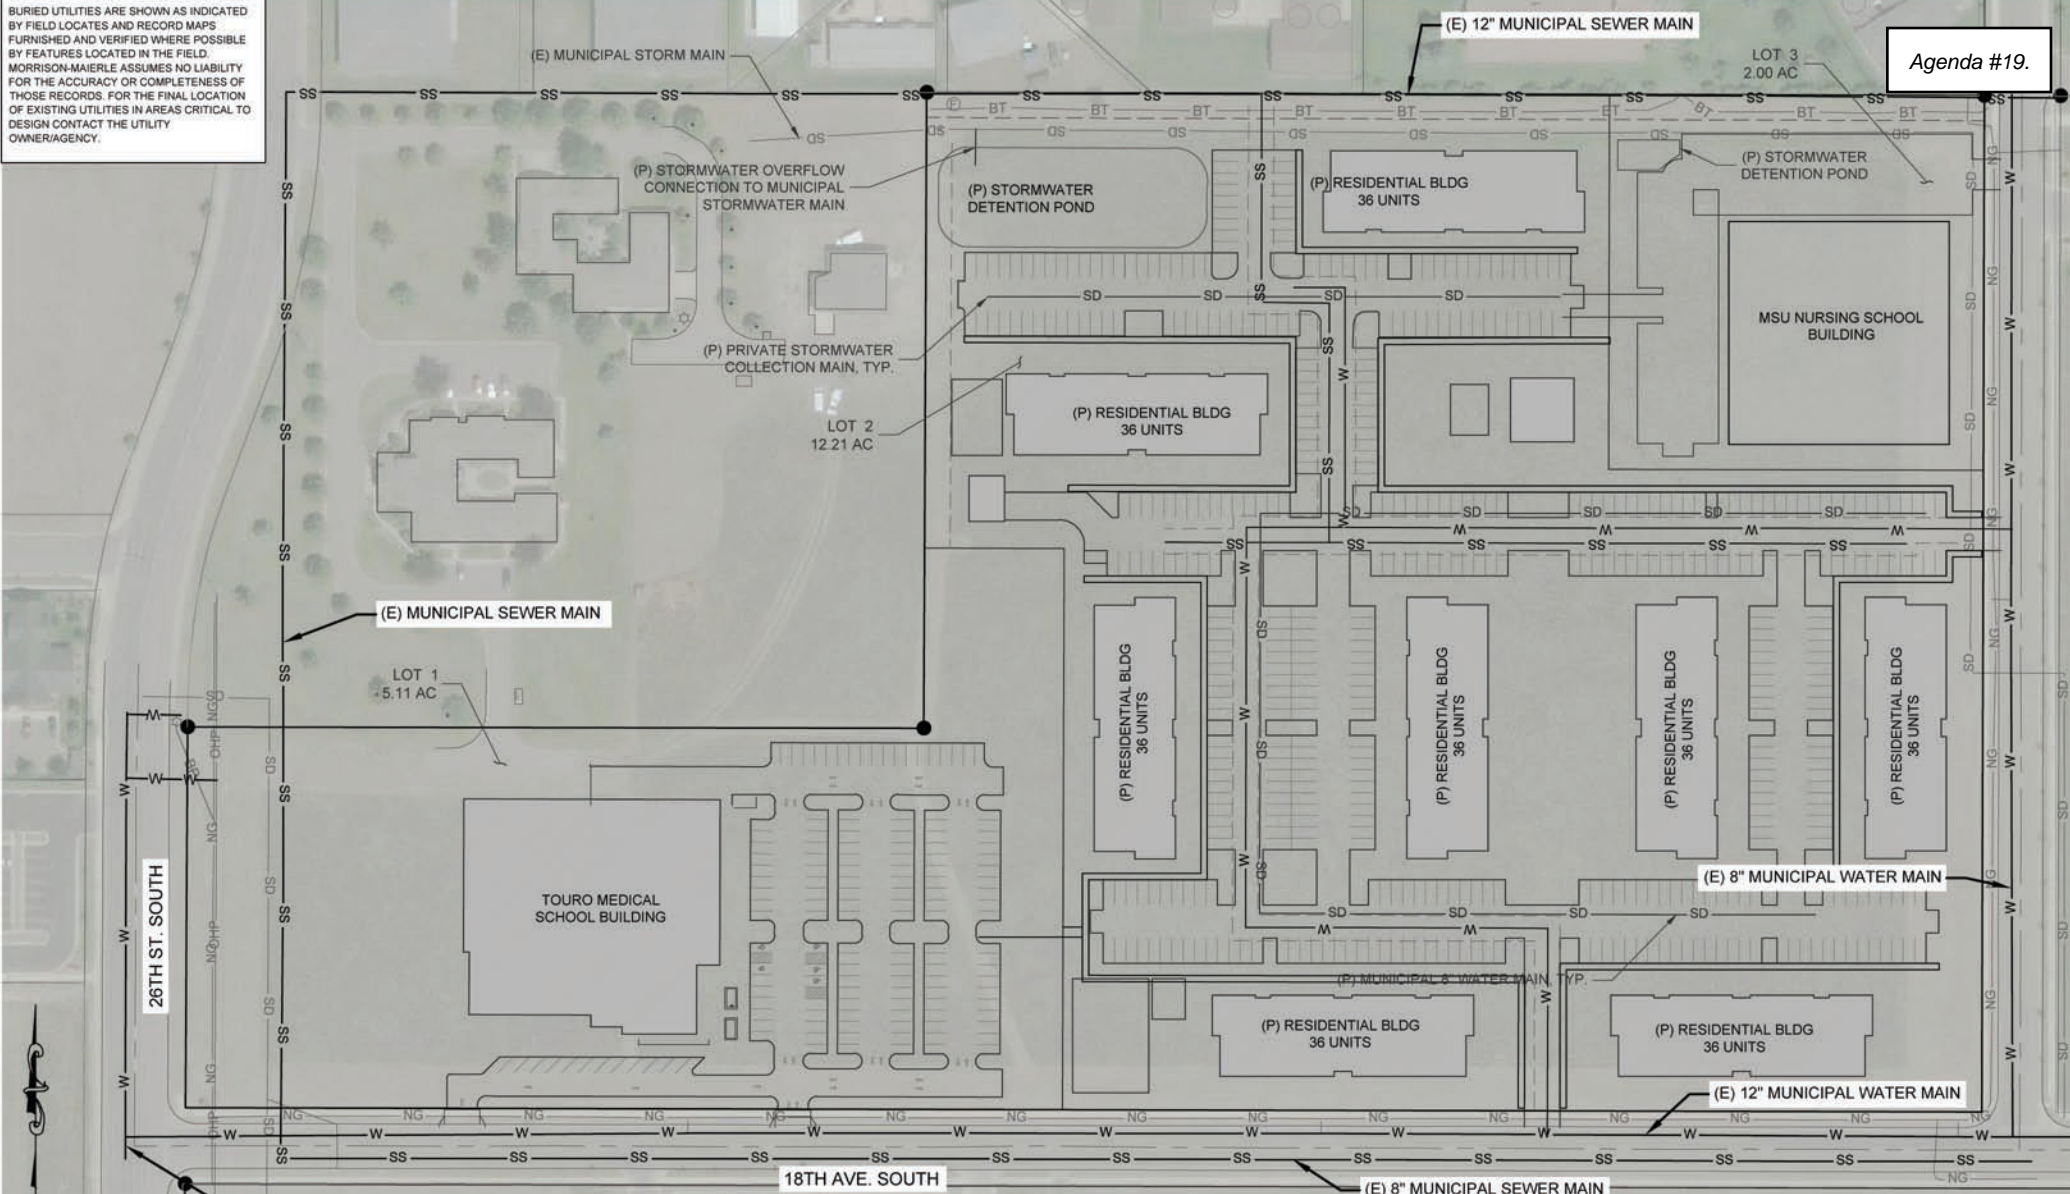 BURIED UTILITIES ARE SHOWN AS INDICATED
BY FIELD LOCATES AND RECORD MAPS
FURNISHED AND VERIFIED WHERE POSSIBLE
BY FEATURES LOCATED IN THE FIELD.
MORRISON-MAIERLE ASSUMES NO LIABILITY
FOR THE ACCURACY OR COMPLETENESS OF
THOSE RECORDS. FOR THE FINAL LOCATION
OF EXISTING UTILITIES IN AREAS CRITICAL TO
DESIGN CONTACT THE UTILITY
OWNER/AGENCY.
(E) MUNICIPAL STORM MAIN
(E) 12" MUNICIPAL SEWER MAIN
LOT 3
2.00 AC
Agenda #19.
(P) STORMWATER OVERFLOW
CONNECTION TO MUNICIPAL
STORMWATER MAIN
(P) STORMWATER
DETENTION POND
(P) RESIDENTIAL BLDG
36 UNITS
(P) STORMWATER
DETENTION POND
MSU NURSING SCHOOL
BUILDING
(P) PRIVATE STORMWATER
COLLECTION MAIN, TYP.
LOT 2
12.21 AC
(P) RESIDENTIAL BLDG
36 UNITS
(E) MUNICIPAL SEWER MAIN
LOT 1
5.11 AC
(P) RESIDENTIAL BLDG
36 UNITS
(P) RESIDENTIAL BLDG
36 UNITS
(P) RESIDENTIAL BLDG
36 UNITS
(P) RESIDENTIAL BLDG
36 UNITS
(E) 8" MUNICIPAL WATER MAIN
TOURO MEDICAL
SCHOOL BUILDING
26TH ST. SOUTH
(P) MUNICIPAL 8" WATER MAIN, TYP.
(P) RESIDENTIAL BLDG
36 UNITS
(P) RESIDENTIAL BLDG
36 UNITS
(E) 12" MUNICIPAL WATER MAIN
18TH AVE. SOUTH
(E) 8" MUNICIPAL SEWER MAIN